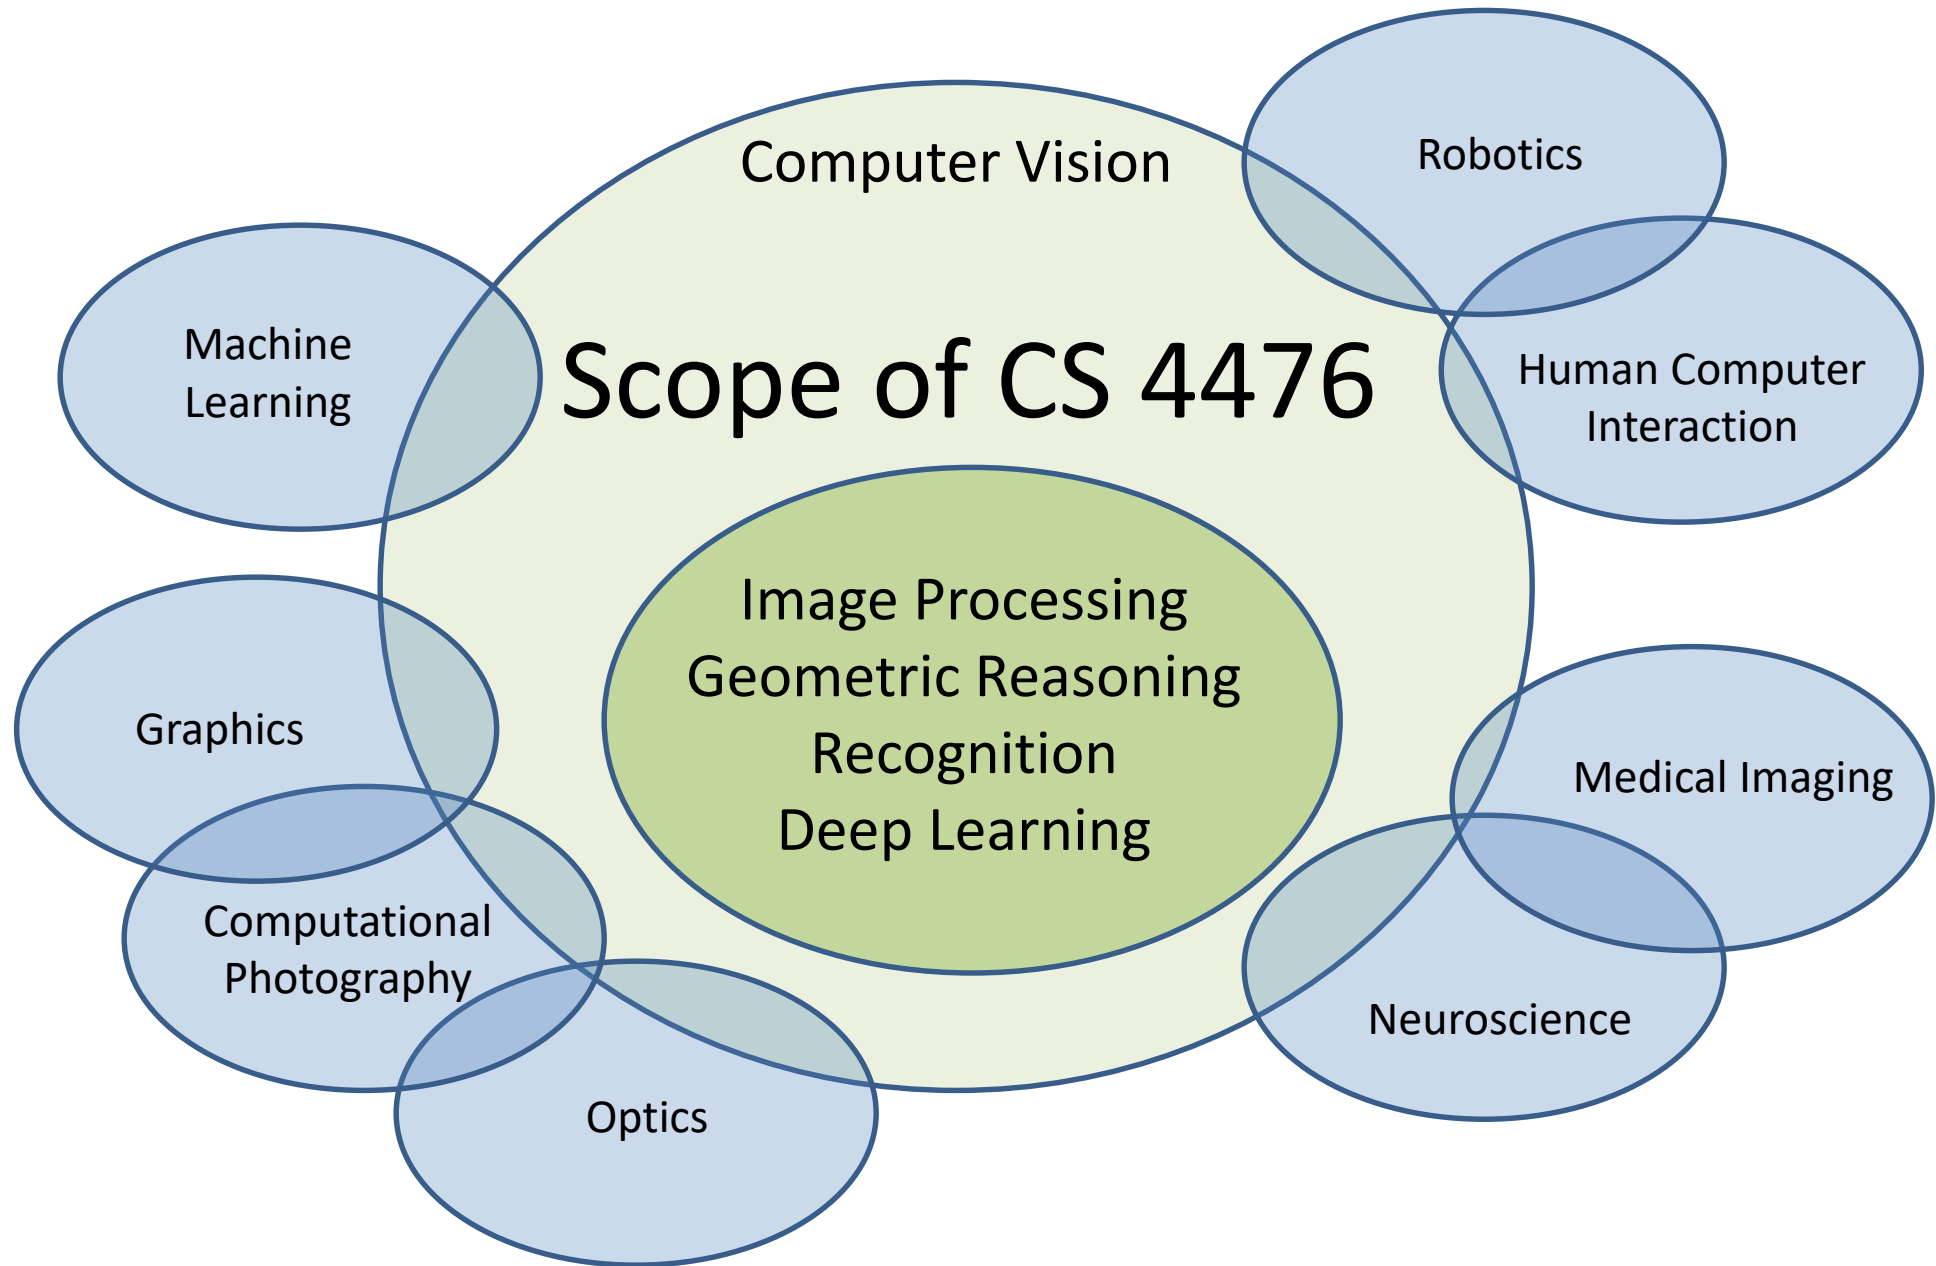 Computer Vision
Robotics
Machine
Learning
Scope of CS 4476
Human Computer
Interaction
Image Processing
Geometric Reasoning
Recognition
Deep Learning
Graphics
Medical Imaging
Computational
Photography
Neuroscience
Optics